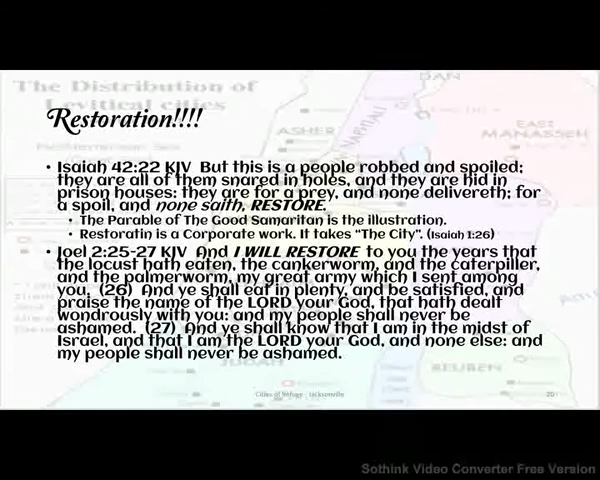 The Distribution of
Levitical cities
DAN
Restoration!!!!
NAPHTALI
ASHER
EAST
MANASSEH
• Isaiah 42:22 KJV But this is a people robbed and spoiled;
they are all of them snared in holes, and they are hid in
prison houses: they are for a prey, and none delivereth; for
a spoil, and none saith, RESTORE.
• The Parable of The Good Samaritan is the illustration.
• Restoratin is a Corporate work. It takes "The City". (Isaiah 1:26)
• Joel 2:25-27 KJV And I WILL RESTORE to you the years that
the locust hath eaten, the cankerworm, and the caterpiller,
and the palmerworm, my great army which I sent among
you. (26) And ye shall eat in plenty, and be satisfied, and
praise the name of the LORD your God, that hath dealt
wondrously with you: and my people shall never be
ashamed. (27) And ye shall know that I am in the midst of
Israel, and that I am the LORD your God, and none else: and
my people shall never be ashamed.
JUDAH
REUBEN
Cities of Refuge - Jacksonville
20
Sothink Video Converter Free Version